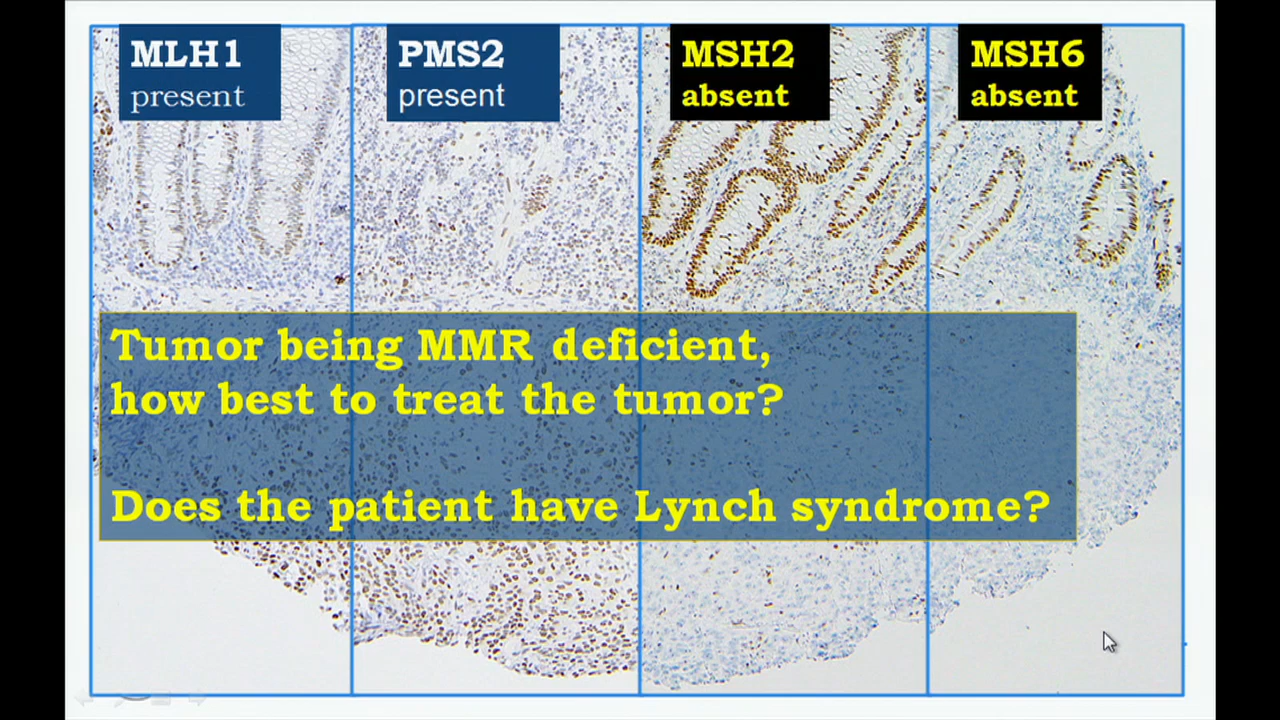 MLH1
present
PMS2
present
MSH2
absent
MSH6
absent
Tumor being MMR deficient,
how best to treat the tumor?
Does the patient have Lynch syndrome?